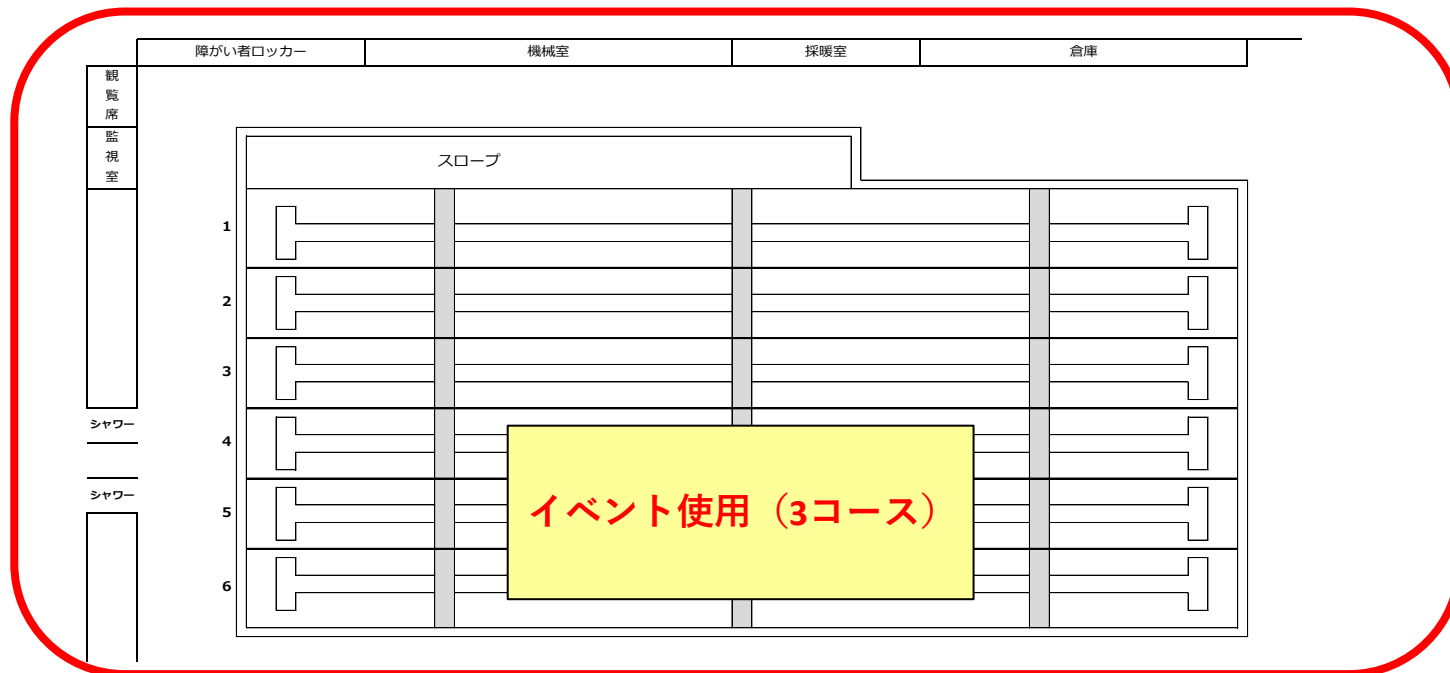 障がい者ロッカー
機械室
採暖室
倉庫
観覧席
監視室
スロープ
1
2
3
シャワー
4
シャワー
5
6
イベント使用（3コース）